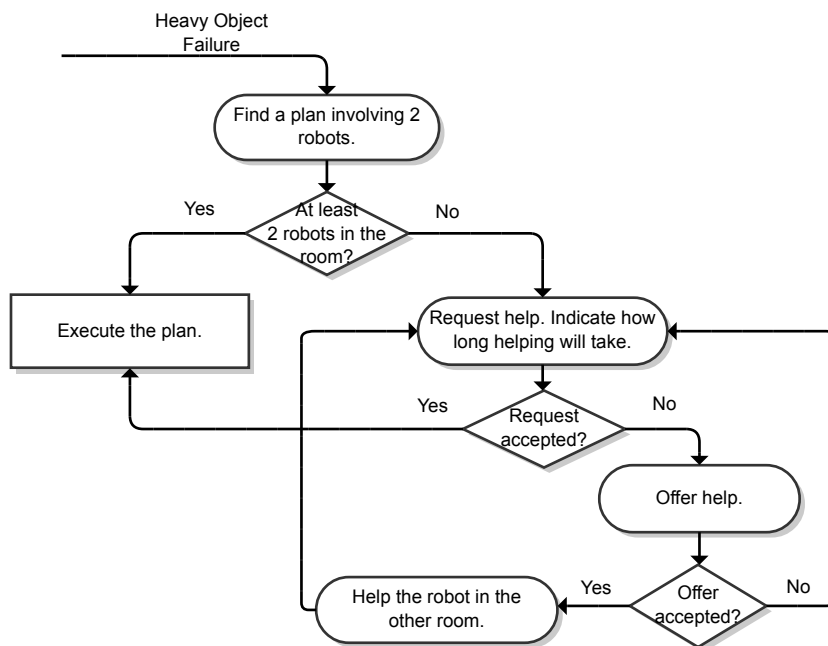 Heavy Object
Failure
Find a plan involving 2
robots.
Yes
At least
2 robots in the
room?
No
Execute the plan.
Request help. Indicate how
long helping will take.
Yes
Request
accepted?
No
Offer help.
Help the robot in the
other room.
Yes
Offer
accepted?
No